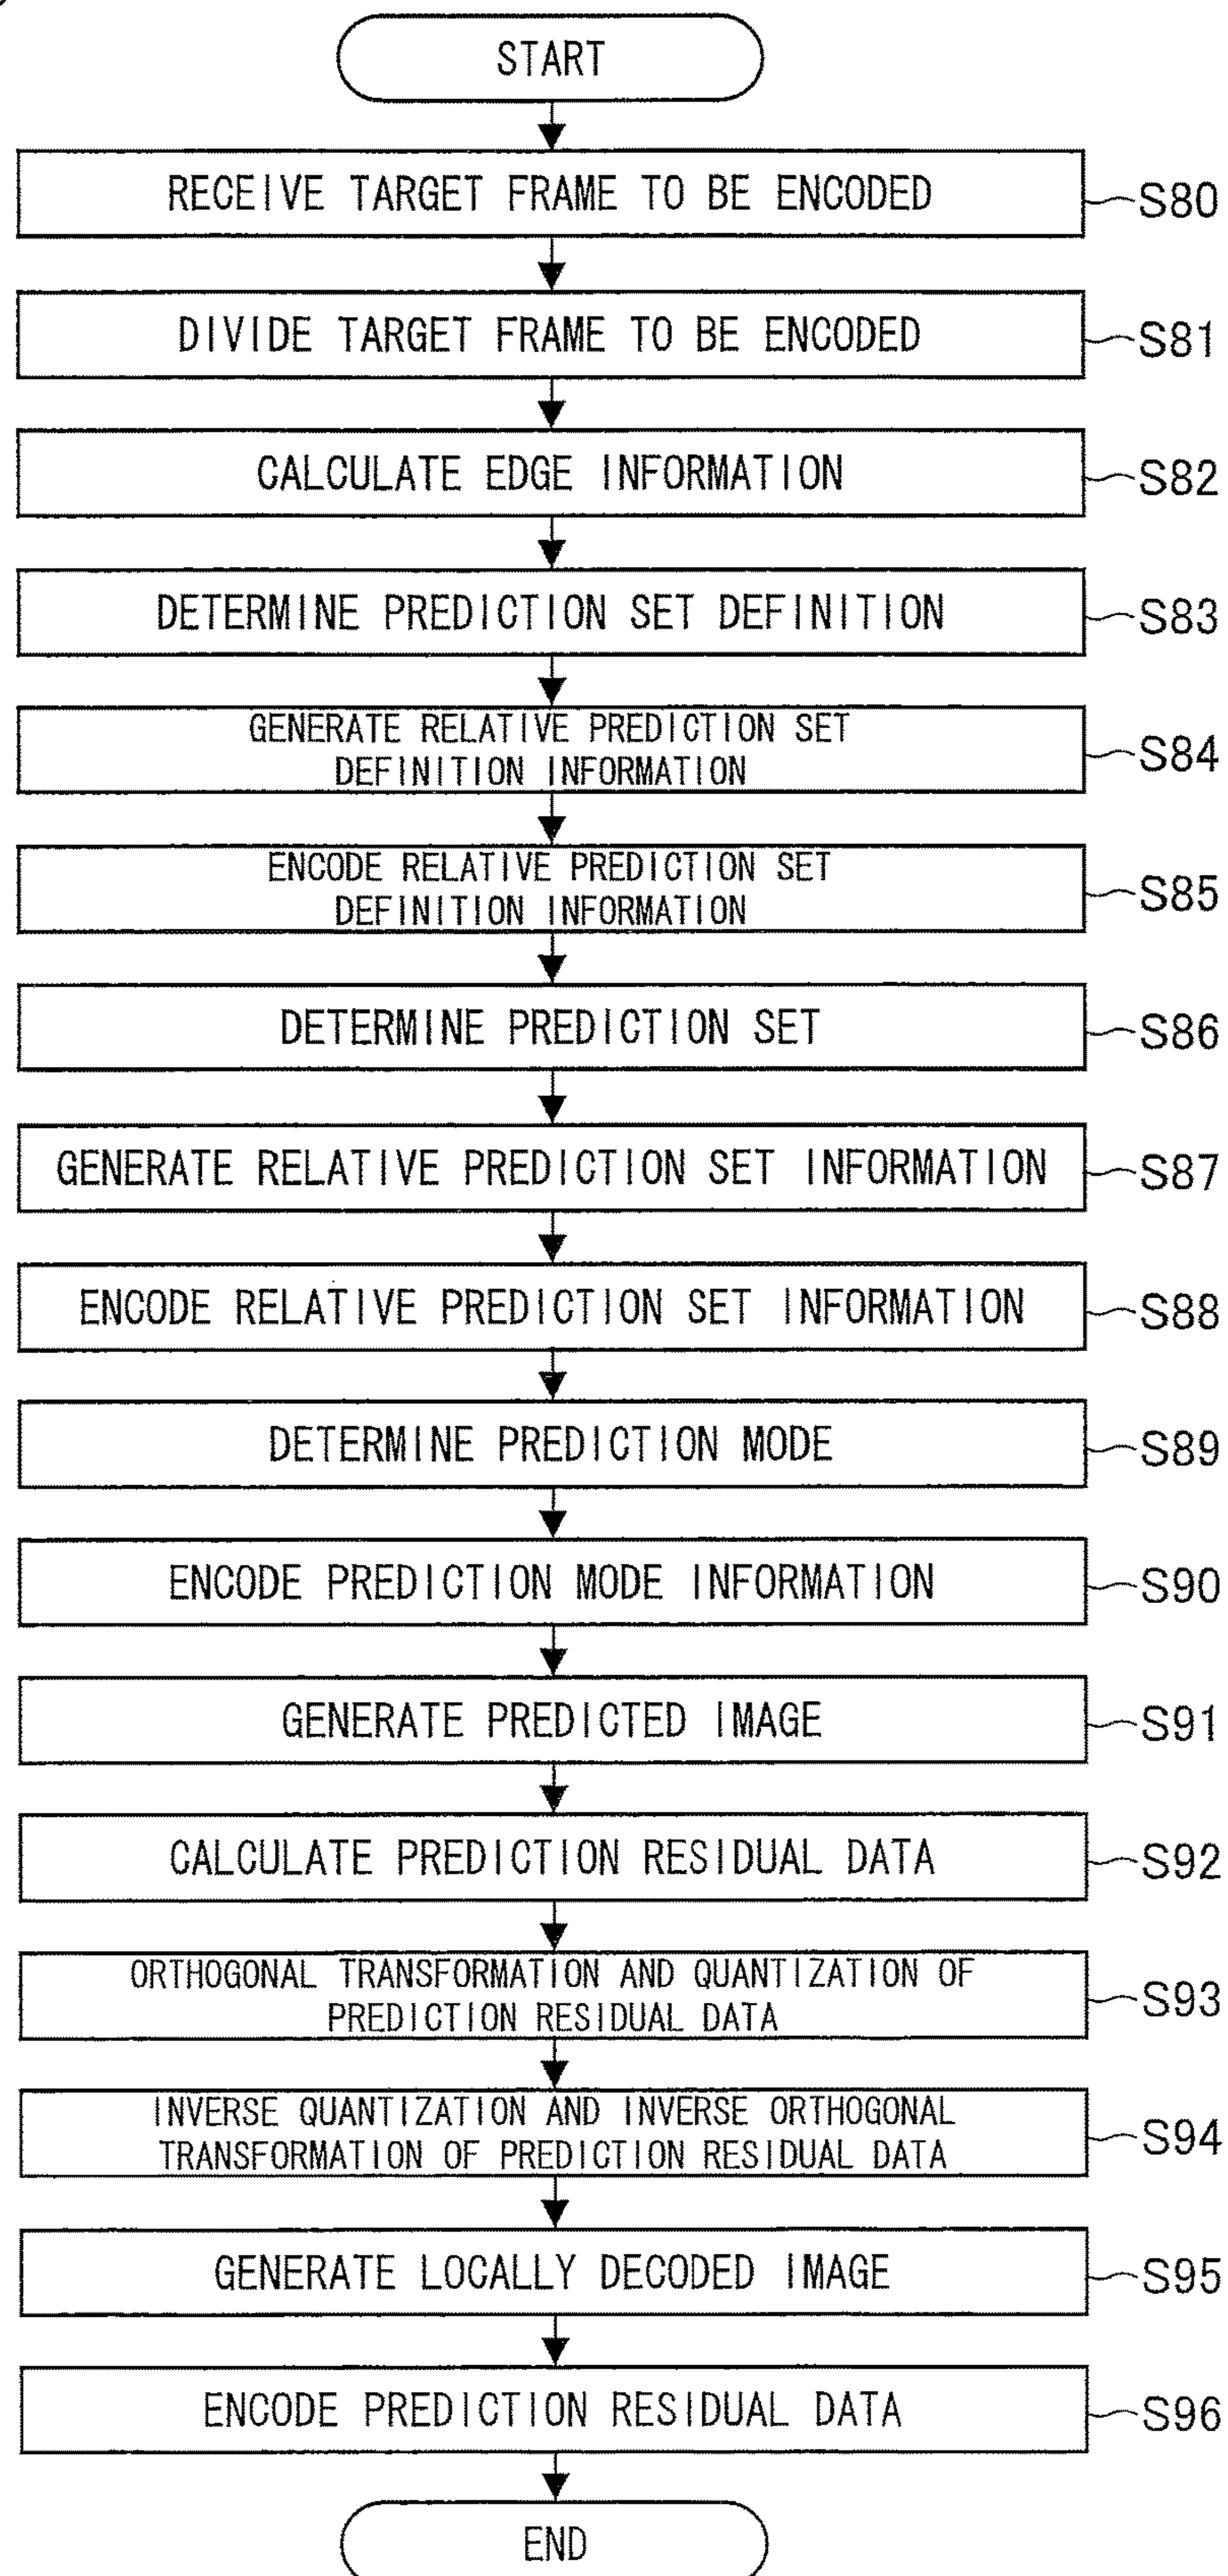 START
RECEIVE TARGET FRAME TO BE ENCODED
S80
DIVIDE TARGET FRAME TO BE ENCODED
S81
CALCULATE EDGE INFORMATION
S82
DETERMINE PREDICTION SET DEFINITION
S83
GENERATE RELATIVE PREDICTION SET
DEFINITION INFORMATION
S84
ENCODE RELATIVE PREDICTION SET
DEFINITION INFORMATION
S85
DETERMINE PREDICTION SET
S86
GENERATE RELATIVE PREDICTION SET INFORMATION
S87
ENCODE RELATIVE PREDICTION SET INFORMATION
S88
DETERMINE PREDICTION MODE
S89
ENCODE PREDICTION MODE INFORMATION
S90
GENERATE PREDICTED IMAGE
S91
CALCULATE PREDICTION RESIDUAL DATA
S92
ORTHOGONAL TRANSFORMATION AND QUANTIZATION OF
PREDICTION RESIDUAL DATA
S93
INVERSE QUANTIZATION AND INVERSE ORTHOGONAL
TRANSFORMATION OF PREDICTION RESIDUAL DATA
S94
GENERATE LOCALLY DECODED IMAGE
S95
ENCODE PREDICTION RESIDUAL DATA
S96
END